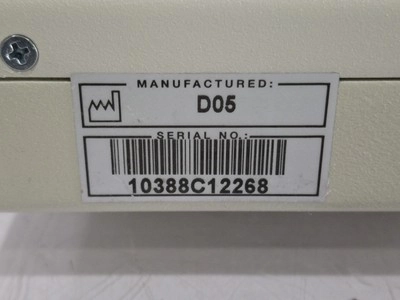 MANUFACTURED:
D05
SERIAL NO.:
10388C12268